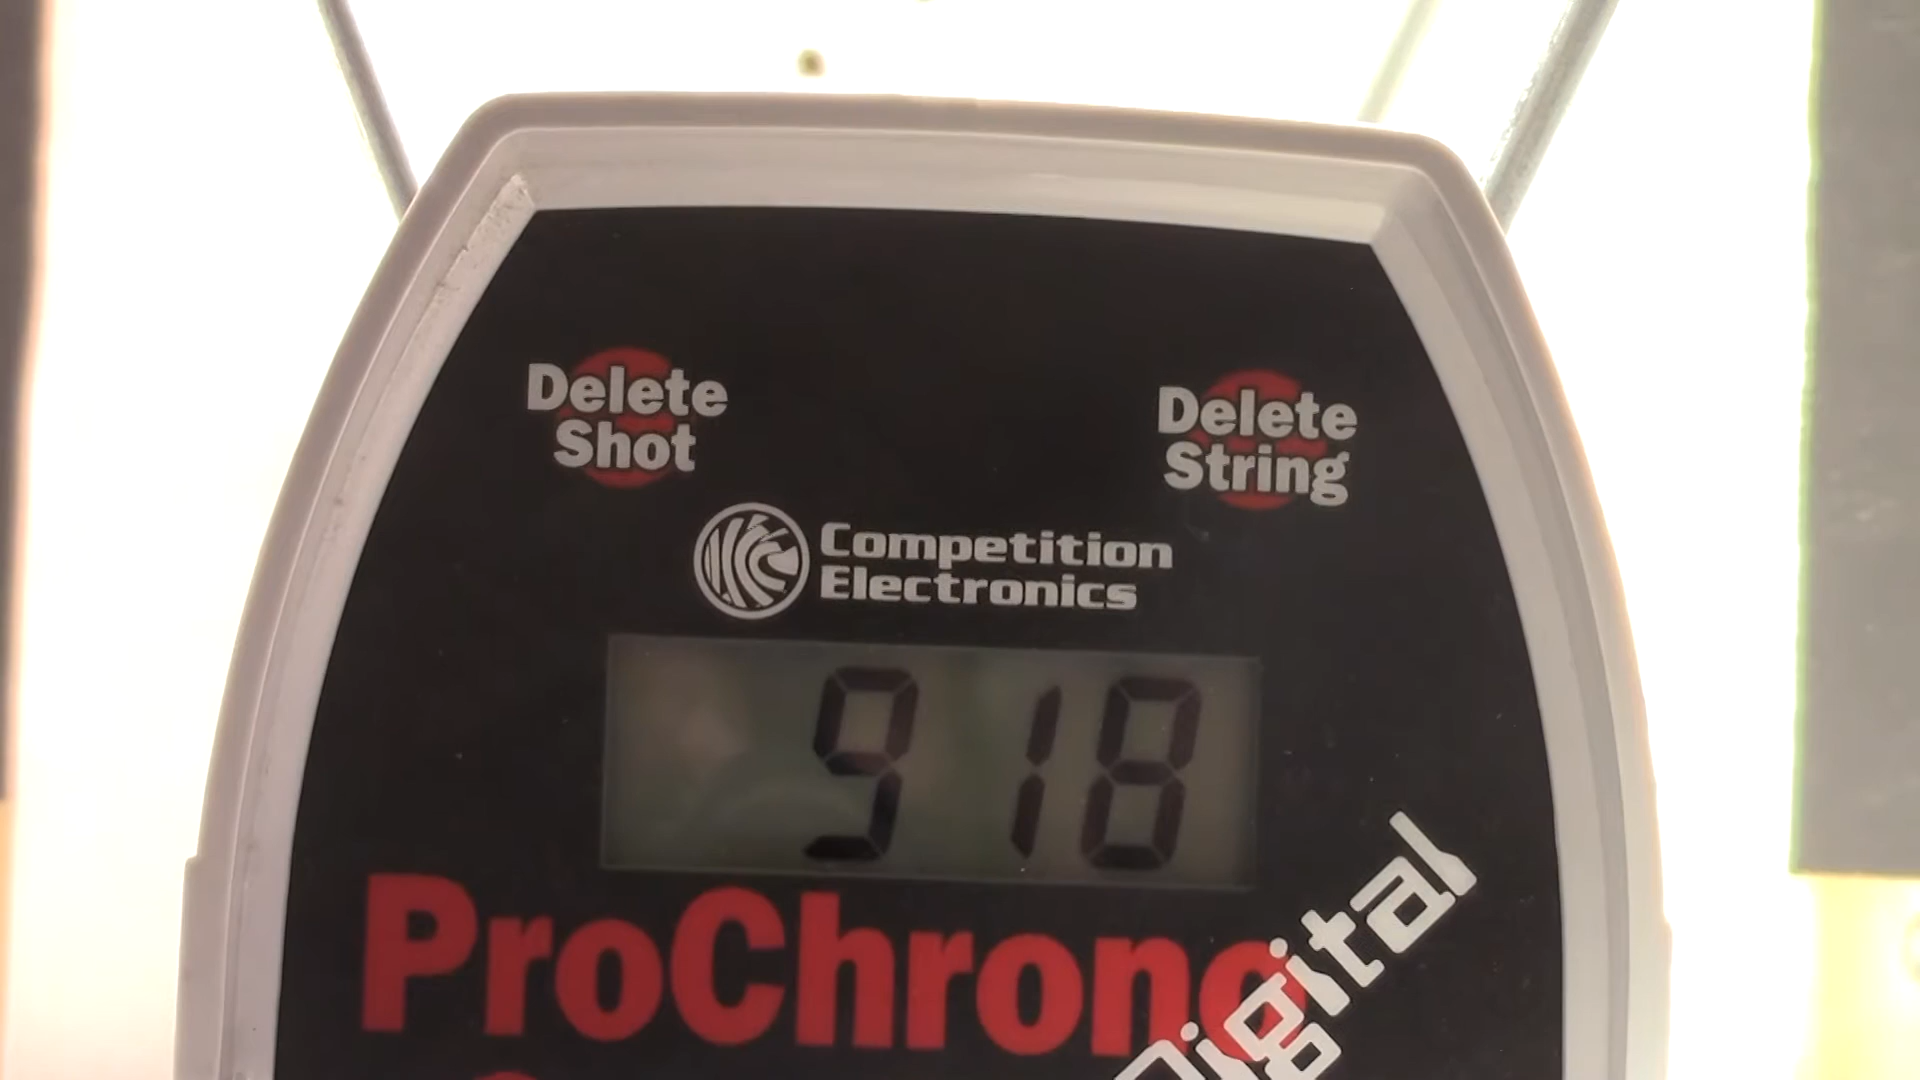 Delete
Shot
Delete
String
Competition
Electronics
918
ProChrono
Digital